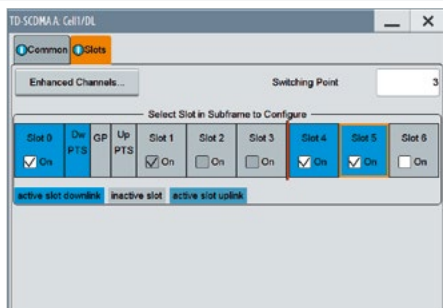 TD-SCDMA A: Cell1/DL
Common Slots
Enhanced Channels... Switching Point 3
Select Slot in Subframe to Configure
Slot 0 Dw PTS GP Up PTS Slot 1 Slot 2 Slot 3 Slot 4 Slot 5 Slot 6
On On On On On On On
active slot downlink inactive slot active slot uplink